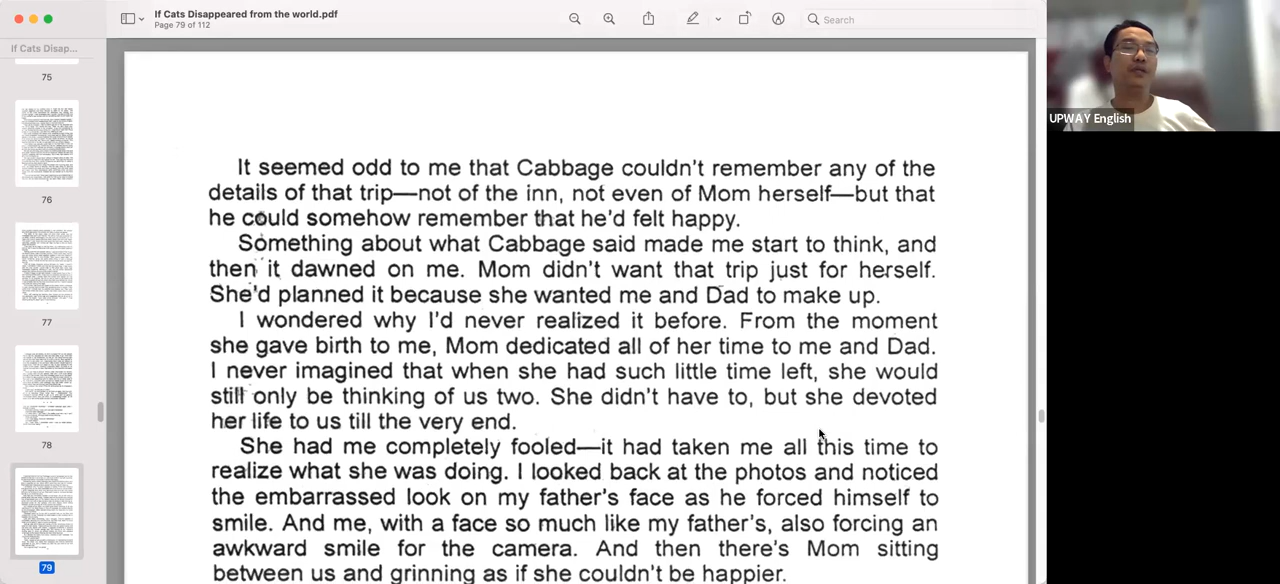 If Cats Disappeared from the world.pdf
Page 79 of 112
Search
If Cats Disap...
75
76
77
78
79
It seemed odd to me that Cabbage couldn't remember any of the
details of that trip—not of the inn, not even of Mom herself—but that
he could somehow remember that he'd felt happy.
Something about what Cabbage said made me start to think, and
then it dawned on me. Mom didn't want that trip just for herself.
She'd planned it because she wanted me and Dad to make up.
I wondered why I'd never realized it before. From the moment
she gave birth to me, Mom dedicated all of her time to me and Dad.
I never imagined that when she had such little time left, she would
still only be thinking of us two. She didn't have to, but she devoted
her life to us till the very end.
She had me completely fooled—it had taken me all this time to
realize what she was doing. I looked back at the photos and noticed
the embarrassed look on my father's face as he forced himself to
smile. And me, with a face so much like my father's, also forcing an
awkward smile for the camera. And then there's Mom sitting
between us and grinning as if she couldn't be happier.
UPWAY English